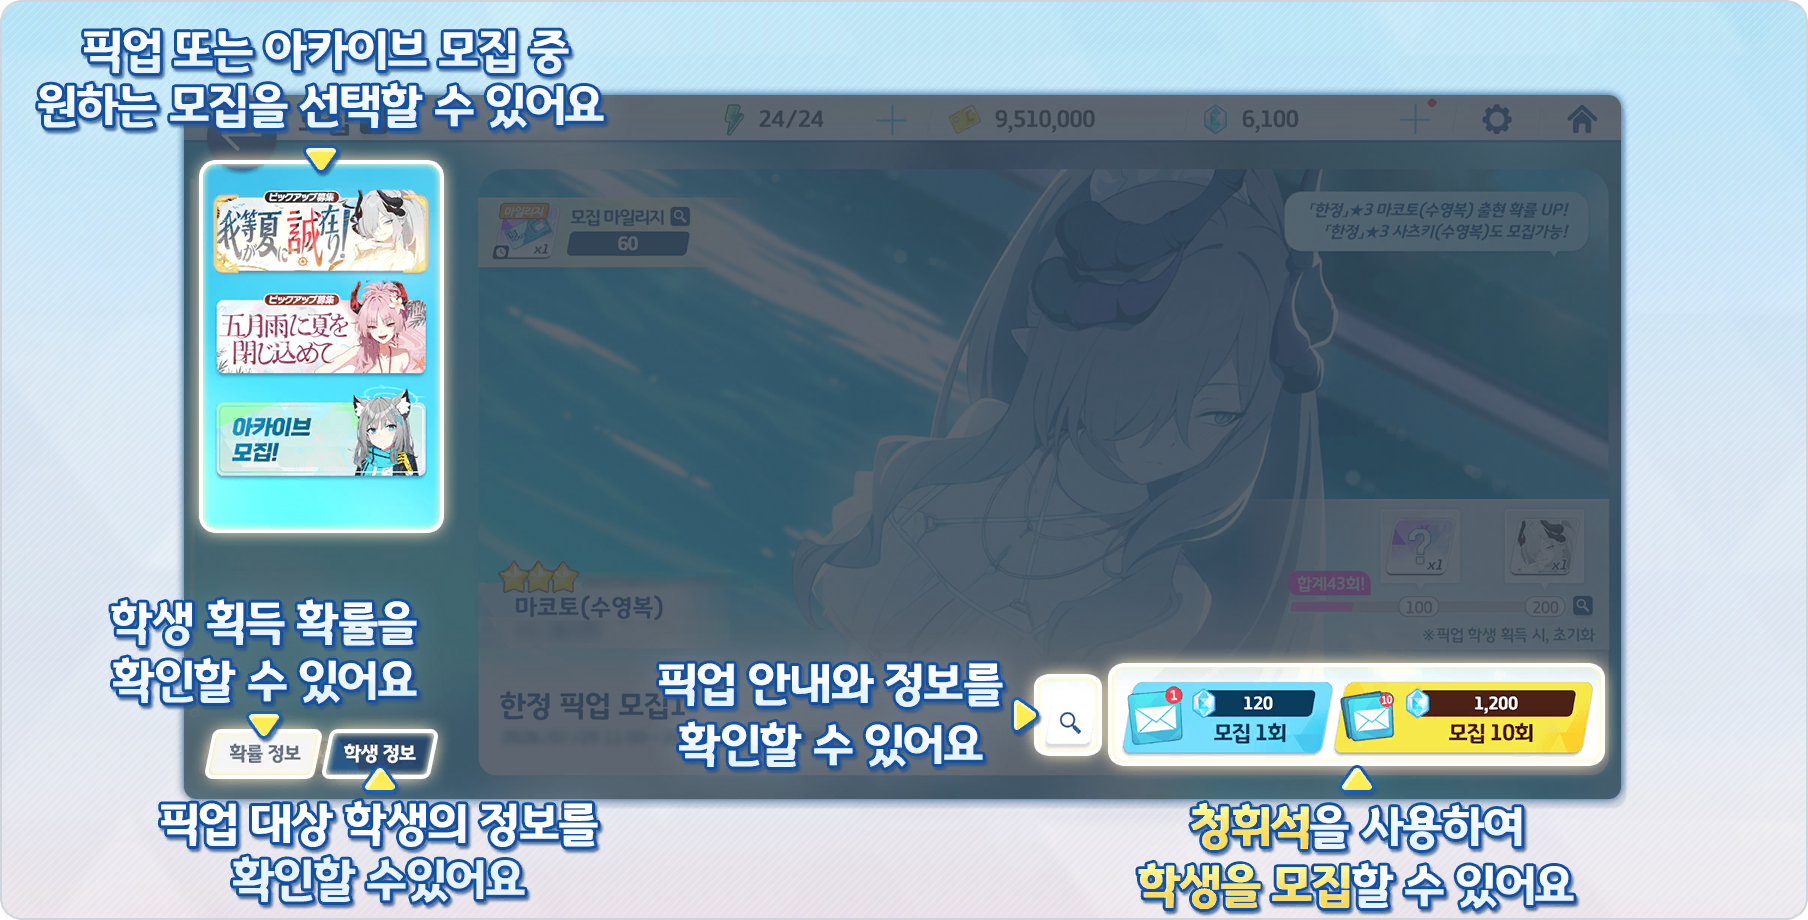 픽업 또는 아카이브 모집 중
원하는 모집을 선택할 수 있어요
24/24
9,510,000
6,100
ピックアップ募集
我等が夏に誠在り!
ピックアップ募集
五月雨に夏を
閉じ込めて
아카이브
모집!
마일리지
x1
모집 마일리지
60
「한정」★3 마코토(수영복) 출현 확률 UP!
「한정」★3 사츠키(수영복)도 모집가능!
마코토(수영복)
?
x1
x1
합계43회!
100
200
※픽업 학생 획득 시, 초기화
학생 획득 확률을
확인할 수 있어요
한정 픽업 모집1
픽업 안내와 정보를
확인할 수 있어요
1
120
모집 1회
10
1,200
모집 10회
확률 정보
학생 정보
픽업 대상 학생의 정보를
확인할 수있어요
청휘석을 사용하여
학생을 모집할 수 있어요